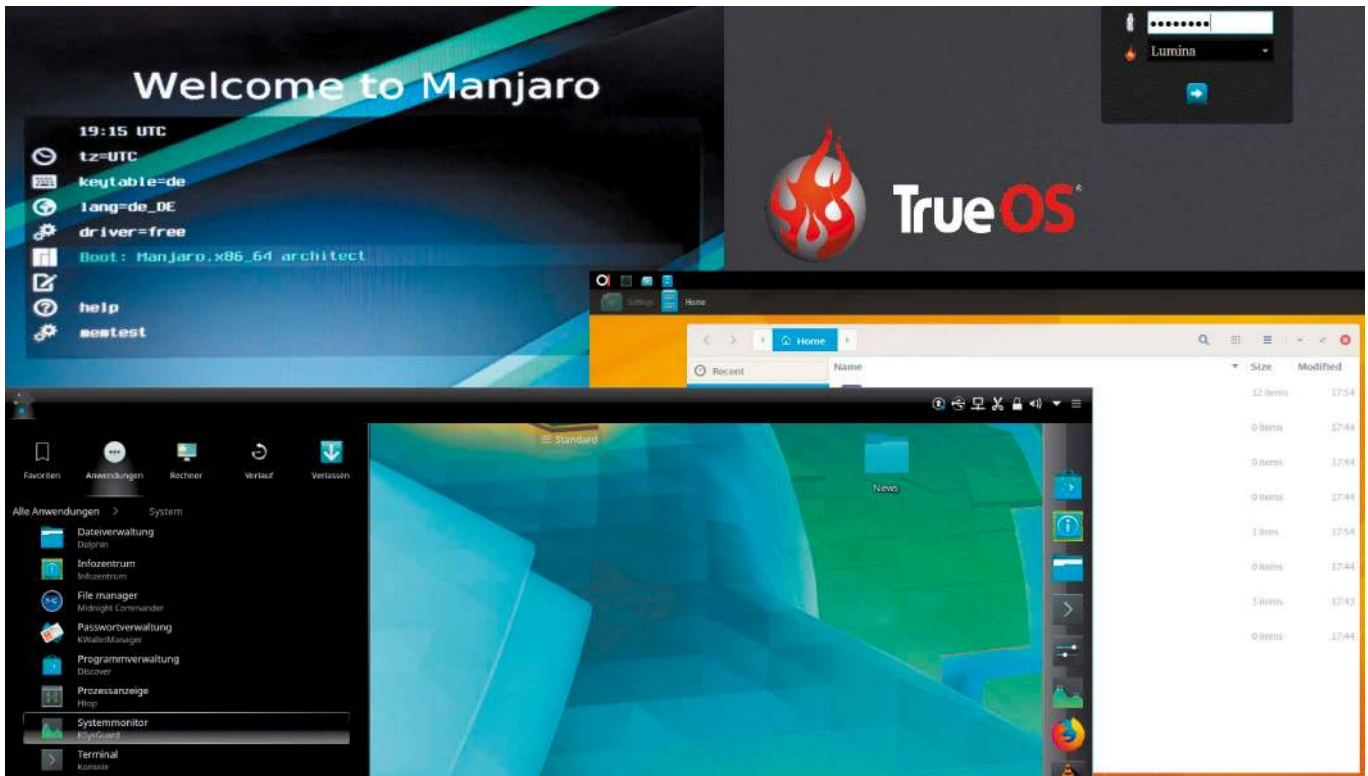 Welcome to Manjaro
19:15 UTC
tz=UTC
keytable=de
lang=de_DE
driver=free
Boot: Manjaro.x86_64 architect
help
memtest
••••••••
Lumina
TrueOS®
Settings
Home
Home
Recent
Name
Size
Modified
12 items 17:54
0 items 17:44
0 items 17:44
0 items 17:44
1 item 17:54
0 items 17:44
3 items 17:43
0 items 17:44
Favoriten
Anwendungen
Rechner
Verlauf
Verlassen
Alle Anwendungen > System
Dateiverwaltung
Dolphin
Infozentrum
Infozentrum
File manager
Midnight Commander
Passwortverwaltung
KWalletManager
Programmverwaltung
Discover
Prozessanzeige
Htop
Systemmonitor
KSysGuard
Terminal
Konsole
Standard
News